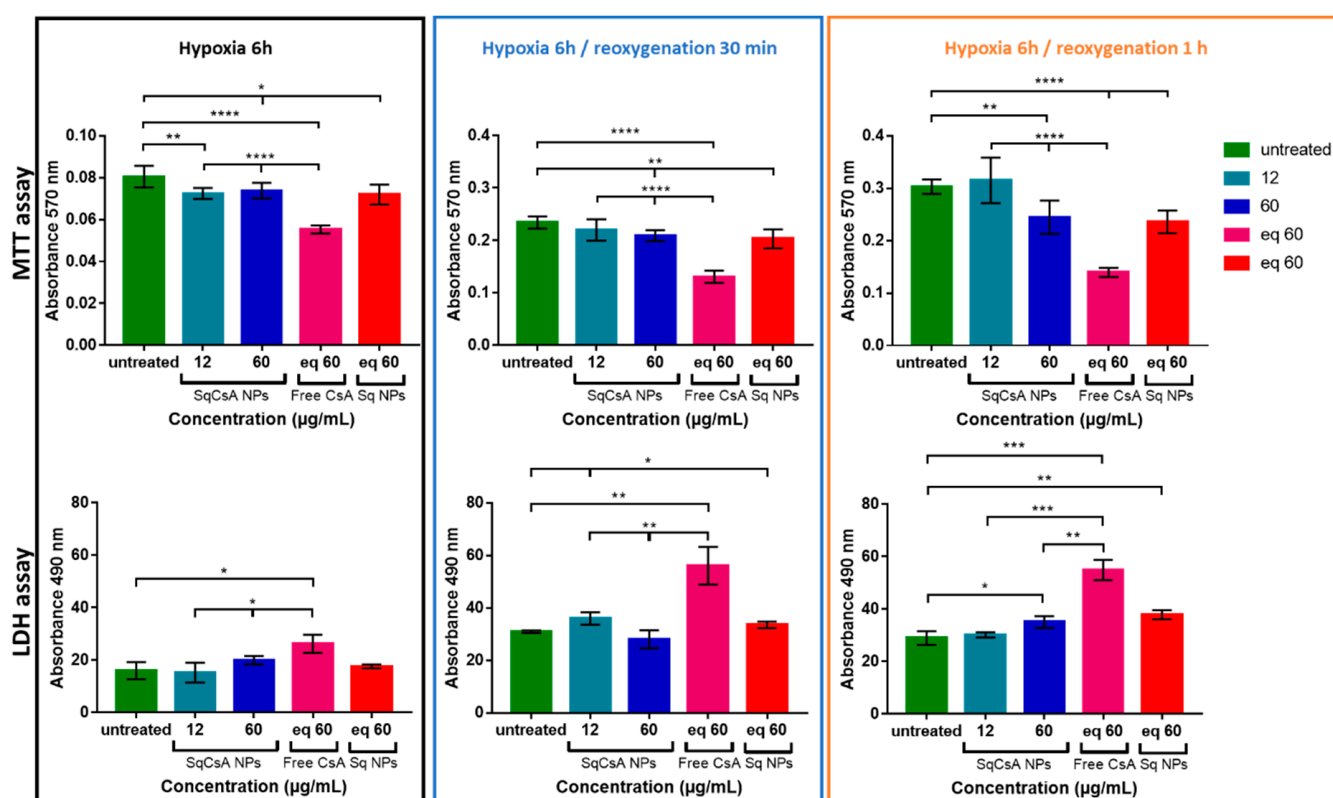 Hypoxia 6h
Hypoxia 6h / reoxygenation 30 min
Hypoxia 6h / reoxygenation 1 h
MTT assay
Absorbance 570 nm
0.10
0.08
0.06
0.04
0.02
0.00
*
****
**
****
untreated 12 60 eq 60 eq 60
SqCsA NPs Free CsA Sq NPs
Concentration (µg/mL)
Absorbance 570 nm
0.4
0.3
0.2
0.1
0.0
****
**
****
untreated 12 60 eq 60 eq 60
SqCsA NPs Free CsA Sq NPs
Concentration (µg/mL)
Absorbance 570 nm
0.4
0.3
0.2
0.1
0.0
****
**
****
untreated 12 60 eq 60 eq 60
SqCsA NPs Free CsA Sq NPs
Concentration (µg/mL)
untreated
12
60
eq 60
eq 60
LDH assay
Absorbance 490 nm
80
60
40
20
0
*
*
untreated 12 60 eq 60 eq 60
SqCsA NPs Free CsA Sq NPs
Concentration (µg/mL)
Absorbance 490 nm
80
60
40
20
0
*
**
**
untreated 12 60 eq 60 eq 60
SqCsA NPs Free CsA Sq NPs
Concentration (µg/mL)
Absorbance 490 nm
80
60
40
20
0
***
**
***
**
*
untreated 12 60 eq 60 eq 60
SqCsA NPs Free CsA Sq NPs
Concentration (µg/mL)